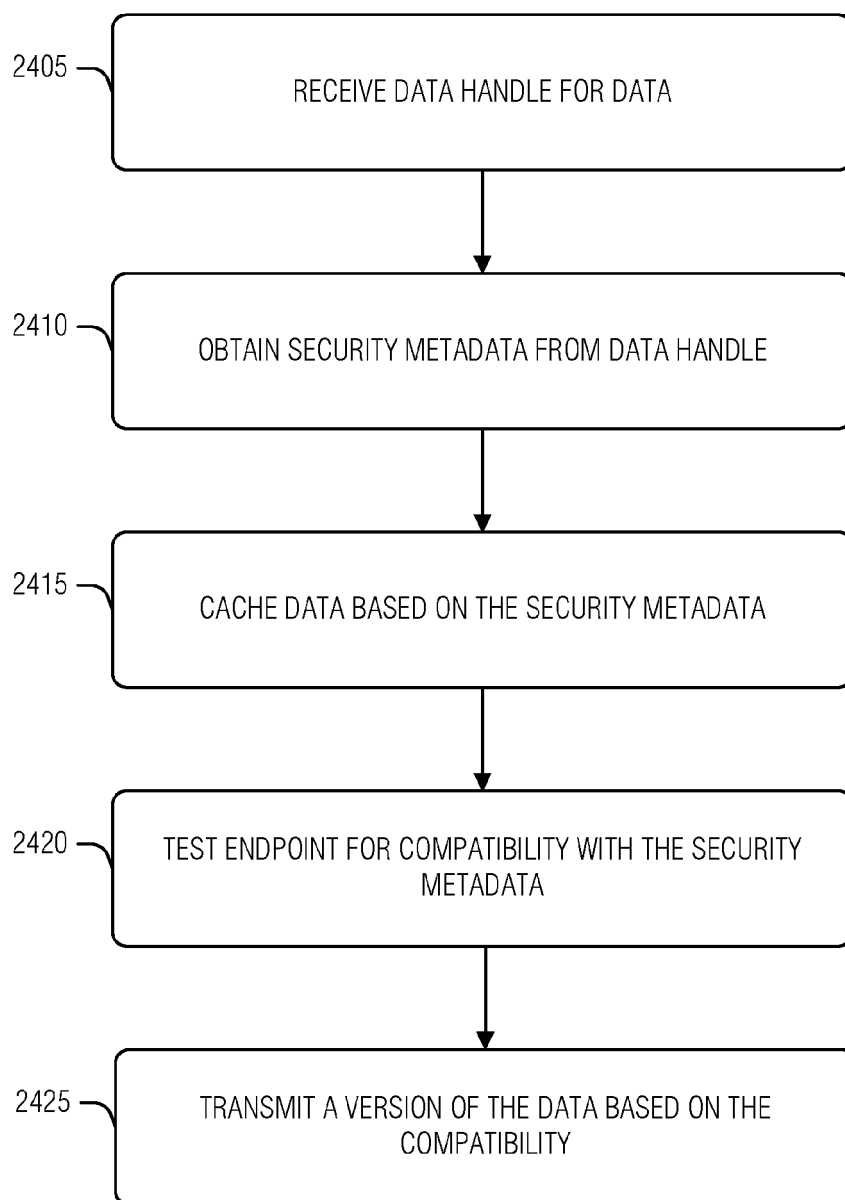 2405
RECEIVE DATA HANDLE FOR DATA
2410
OBTAIN SECURITY METADATA FROM DATA HANDLE
2415
CACHE DATA BASED ON THE SECURITY METADATA
2420
TEST ENDPOINT FOR COMPATIBILITY WITH THE SECURITY
METADATA
2425
TRANSMIT A VERSION OF THE DATA BASED ON THE
COMPATIBILITY